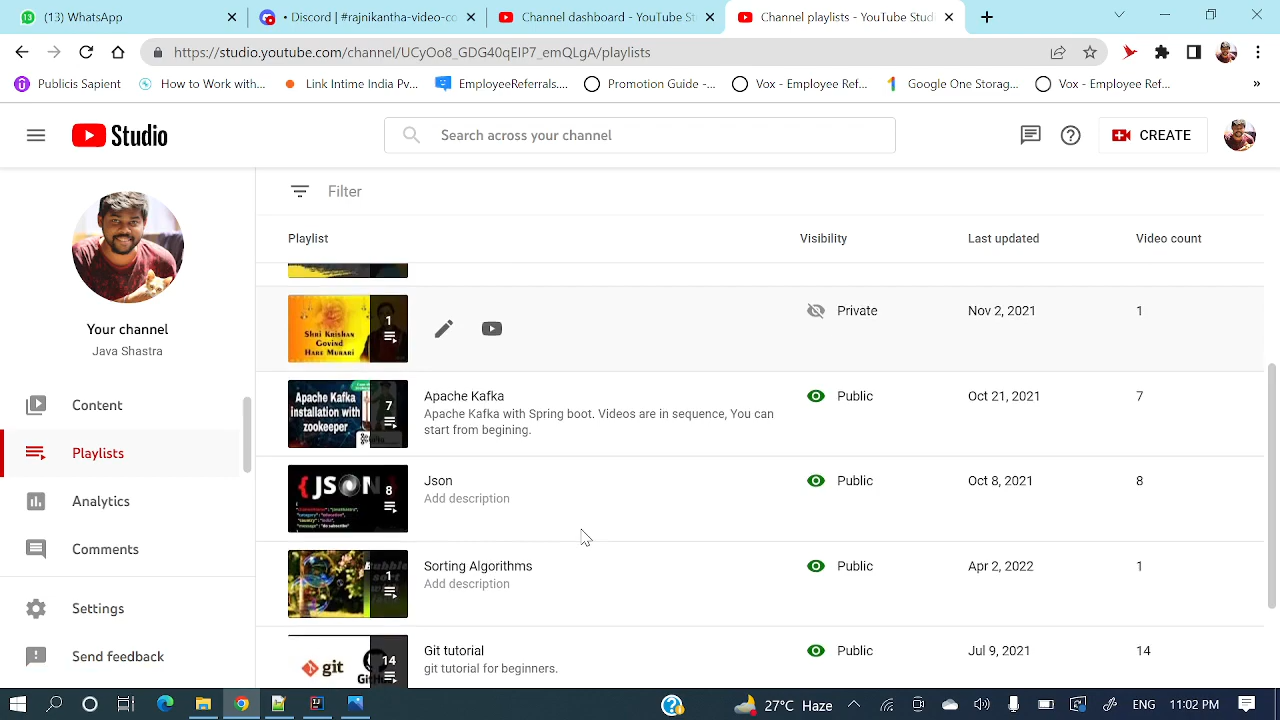 13
(13) WhatsApp
• Discord | #rajnish-video-c
Channel dashboard - YouTube St
Channel playlists - YouTube Stud
https://studio.youtube.com/channel/UCyOo8_GDG40qEIP7_emQLgA/playlists
Publicis Sapient
How to Work with...
Link Intime India Pv...
EmployeeReferrals....
Promotion Guide -...
Vox - Employee Ref...
Google One Storag...
Vox - Employee Ref...
»
Studio
Search across your channel
CREATE
Your channel
Java Shastra
Content
Playlists
Analytics
Comments
Settings
Send feedback
Filter
Playlist
Visibility
Last updated
Video count
Shri Krishan
Govind
Hare Murari
1
Private
Nov 2, 2021
1
Apache Kafka
installation with
zookeeper
7
Apache Kafka
Apache Kafka with Spring boot. Videos are in sequence, You can
start from begining.
Public
Oct 21, 2021
7
{JSON
8
Json
Add description
Public
Oct 8, 2021
8
1
Sorting Algorithms
Add description
Public
Apr 2, 2022
1
git
14
Git tutorial
git tutorial for beginners.
Public
Jul 9, 2021
14
27°C Haze
ENG
11:02 PM